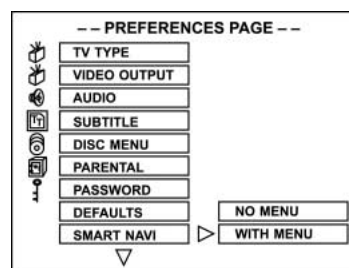 -- PREFERENCES PAGE --
TV TYPE
VIDEO OUTPUT
AUDIO
SUBTITLE
DISC MENU
PARENTAL
PASSWORD
DEFAULTS
NO MENU
SMART NAVI
WITH MENU